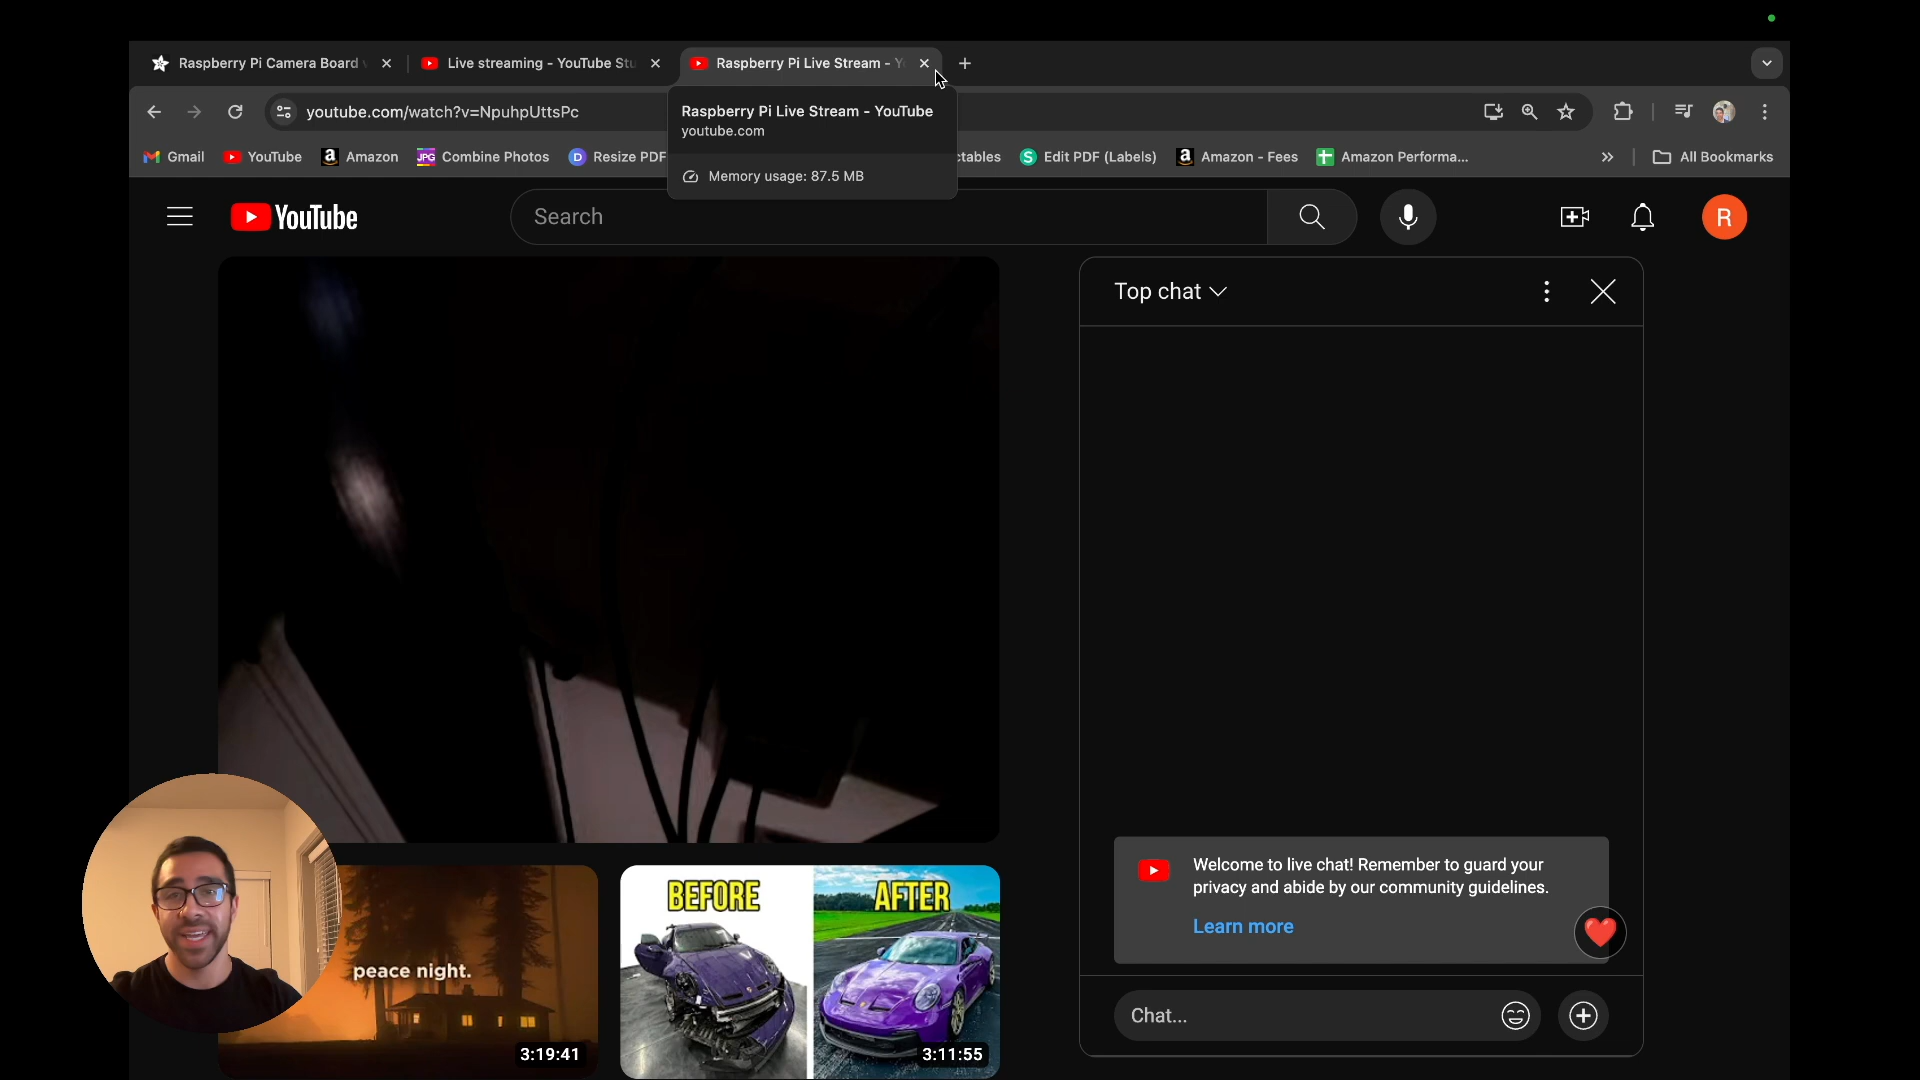 Raspberry Pi Camera Board
Live streaming - YouTube Stu
Raspberry Pi Live Stream - Y
youtube.com/watch?v=NpuhpUttsPc
Raspberry Pi Live Stream - YouTube
youtube.com
Memory usage: 87.5 MB
Gmail
YouTube
Amazon
JPG
Combine Photos
D
Resize PDF
ctables
S
Edit PDF (Labels)
Amazon - Fees
Amazon Performa...
All Bookmarks
YouTube
Search
R
Top chat
Welcome to live chat! Remember to guard your
privacy and abide by our community guidelines.
Learn more
Chat...
peace night.
3:19:41
BEFORE
AFTER
3:11:55